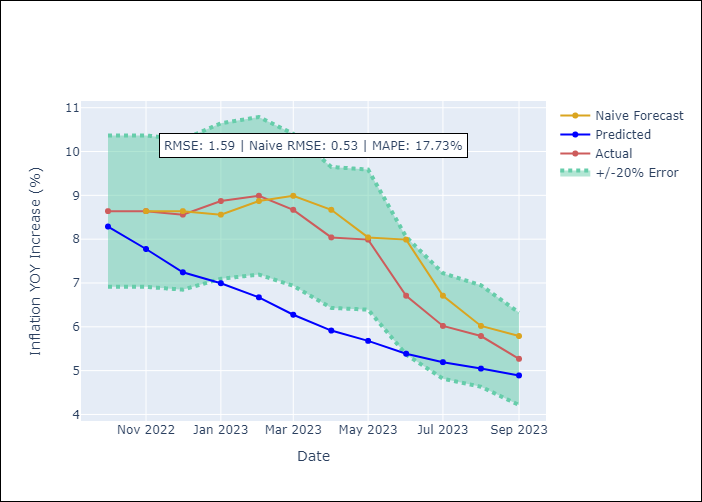 11
10
9
8
7
6
5
4
Inflation YOY Increase (%)
RMSE: 1.59 | Naive RMSE: 0.53 | MAPE: 17.73%
Naive Forecast
Predicted
Actual
+/-20% Error
Nov 2022
Jan 2023
Mar 2023
May 2023
Jul 2023
Sep 2023
Date